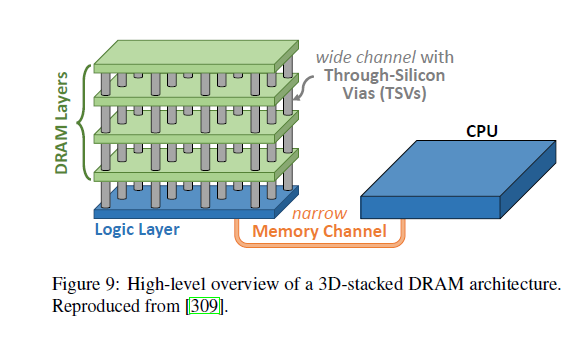 wide channel with
Through-Silicon
Vias (TSVs)
DRAM Layers
CPU
Logic Layer
narrow
Memory Channel
Figure 9: High-level overview of a 3D-stacked DRAM architecture.
Reproduced from [309].